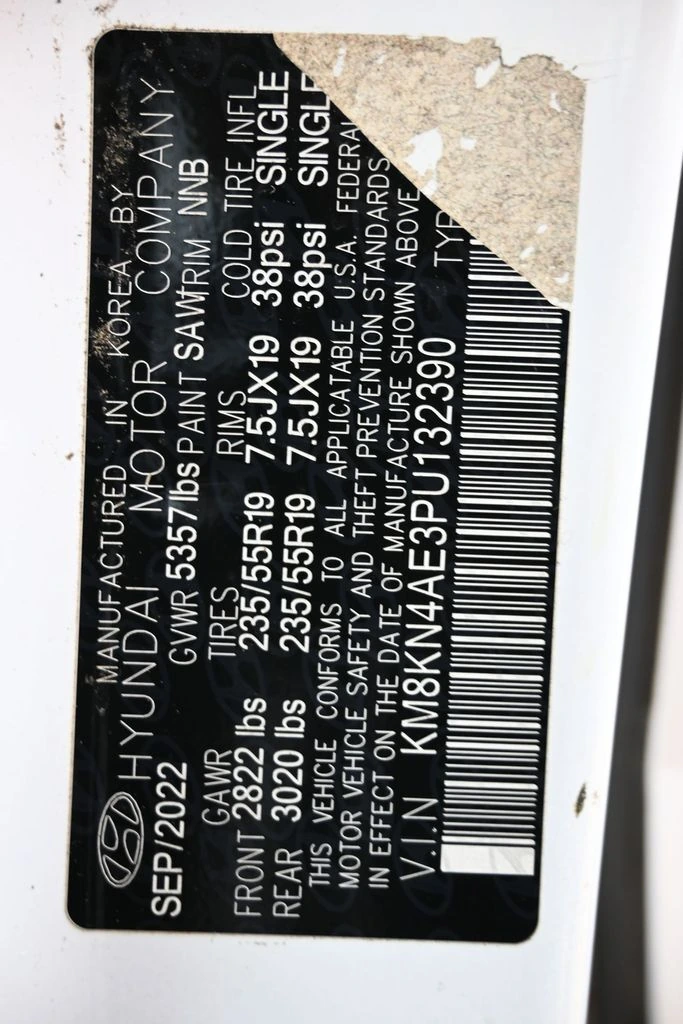 MANUFACTURED IN KOREA BY
HYUNDAI MOTOR COMPANY
SEP/2022 GVWR 5357lbs PAINT SAW TRIM NNB
GAWR TIRES RIMS COLD TIRE INFL
FRONT 2822 lbs 235/55R19 7.5JX19 38psi SINGLE
REAR 3020 lbs 235/55R19 7.5JX19 38psi SINGLE
THIS VEHICLE CONFORMS TO ALL APPLICATABLE U.S.A. FEDERAL
MOTOR VEHICLE SAFETY AND THEFT PREVENTION STANDARDS
IN EFFECT ON THE DATE OF MANUFACTURE SHOWN ABOVE
V.I.N KM8KN4AE3PU132390 TYP